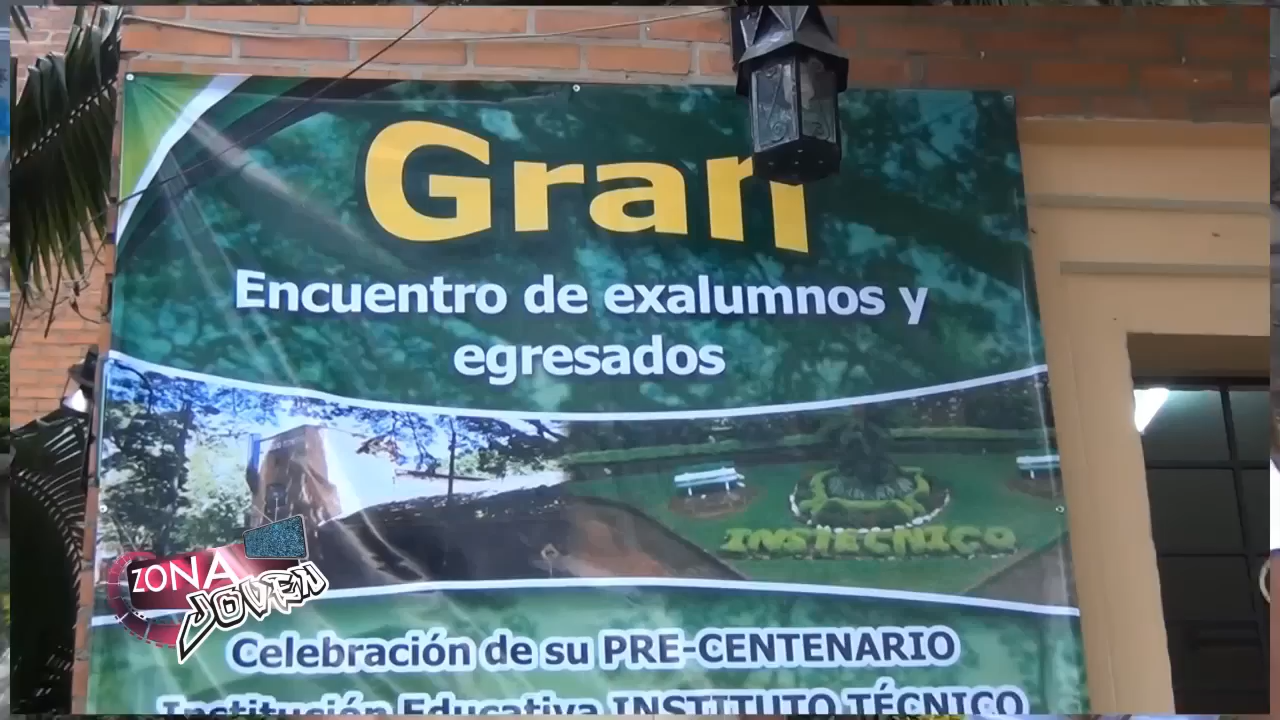 Gran
Encuentro de exalumnos y
egresados
INSTECNICO
ZONA
JOVEN
Celebración de su PRE-CENTENARIO
Institución Educativa INSTITUTO TÉCNICO